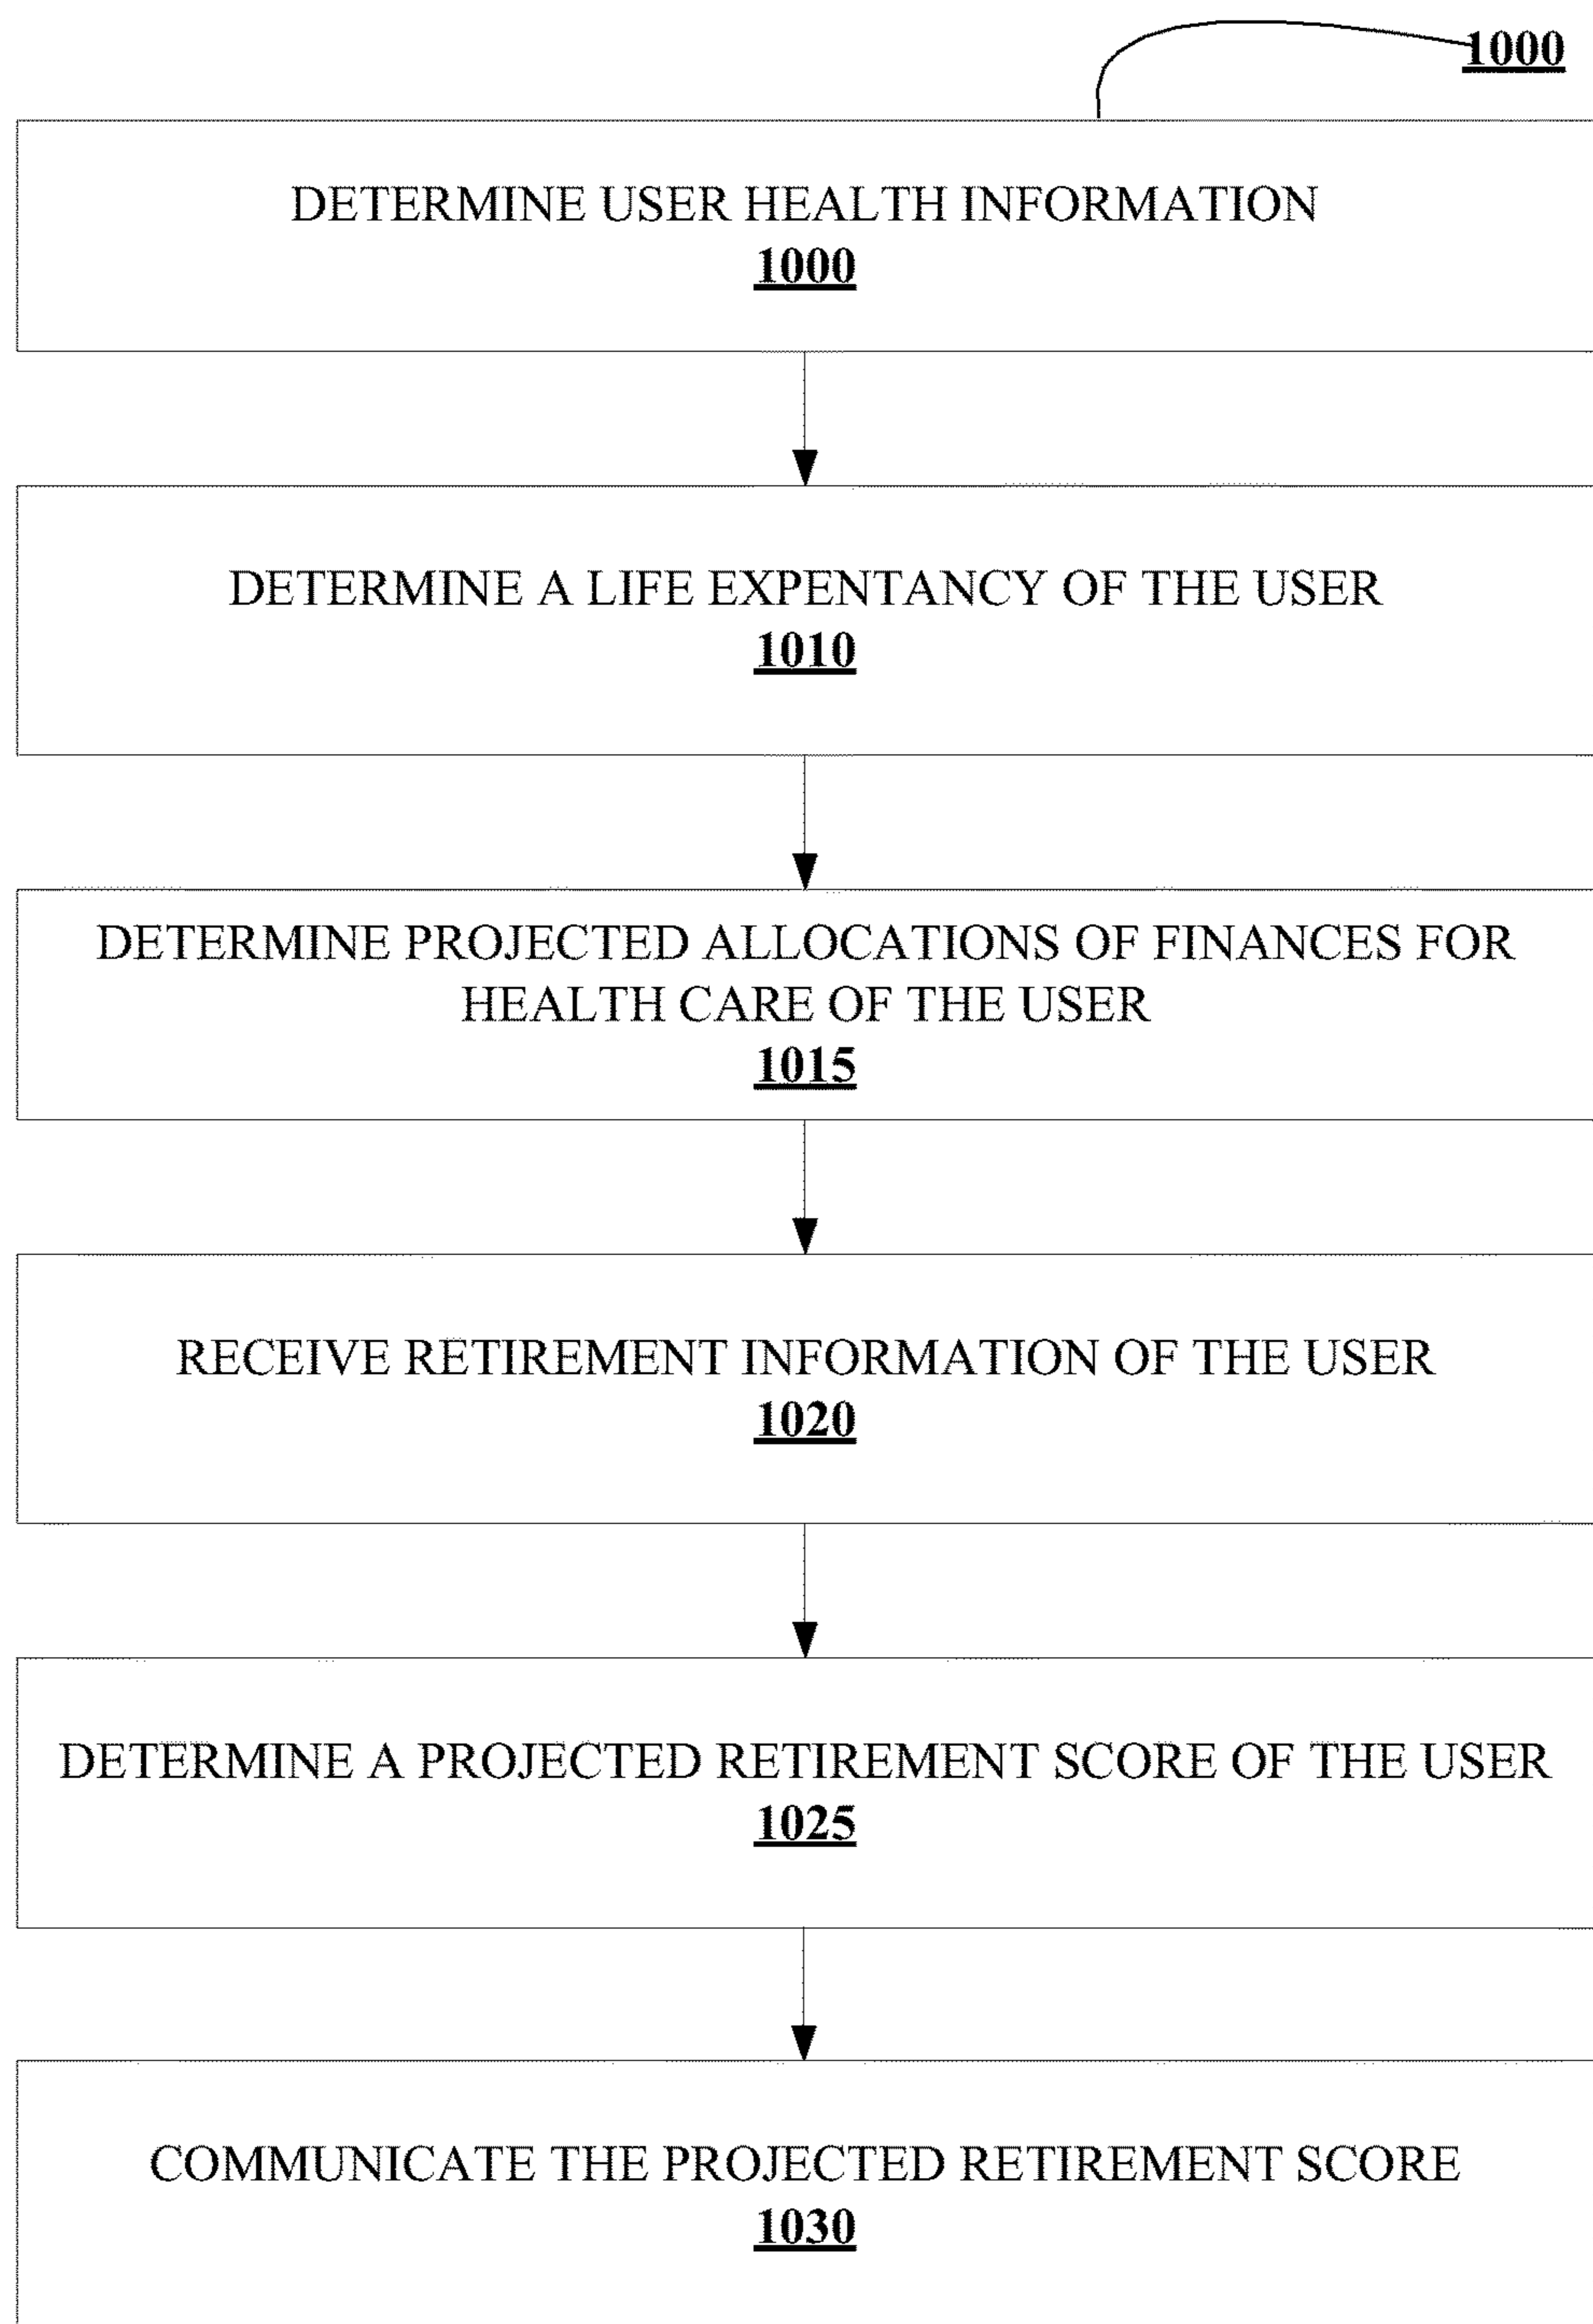 1000
DETERMINE USER HEALTH INFORMATION
1000
DETERMINE A LIFE EXPENTANCY OF THE USER
1010
DETERMINE PROJECTED ALLOCATIONS OF FINANCES FOR
HEALTH CARE OF THE USER
1015
RECEIVE RETIREMENT INFORMATION OF THE USER
1020
DETERMINE A PROJECTED RETIREMENT SCORE OF THE USER
1025
COMMUNICATE THE PROJECTED RETIREMENT SCORE
1030